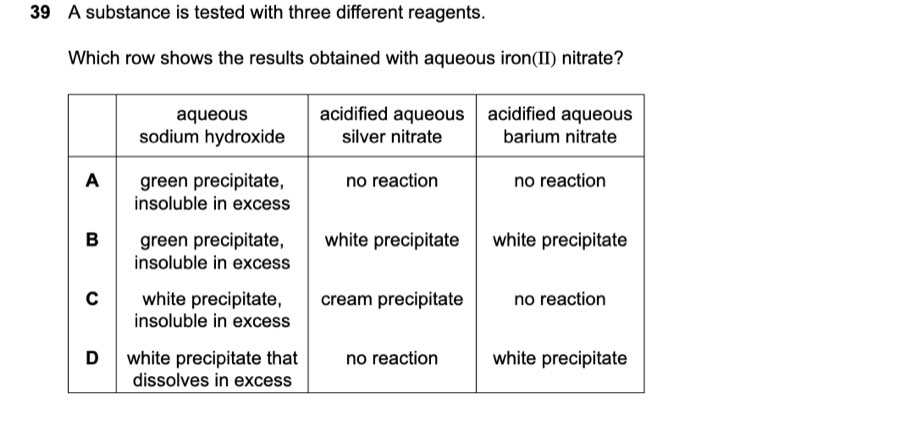 39 A substance is tested with three different reagents.
Which row shows the results obtained with aqueous iron(II) nitrate?
aqueous sodium hydroxide
acidified aqueous silver nitrate
acidified aqueous barium nitrate
A green precipitate, insoluble in excess no reaction no reaction
B green precipitate, insoluble in excess white precipitate white precipitate
C white precipitate, insoluble in excess cream precipitate no reaction
D white precipitate that dissolves in excess no reaction white precipitate